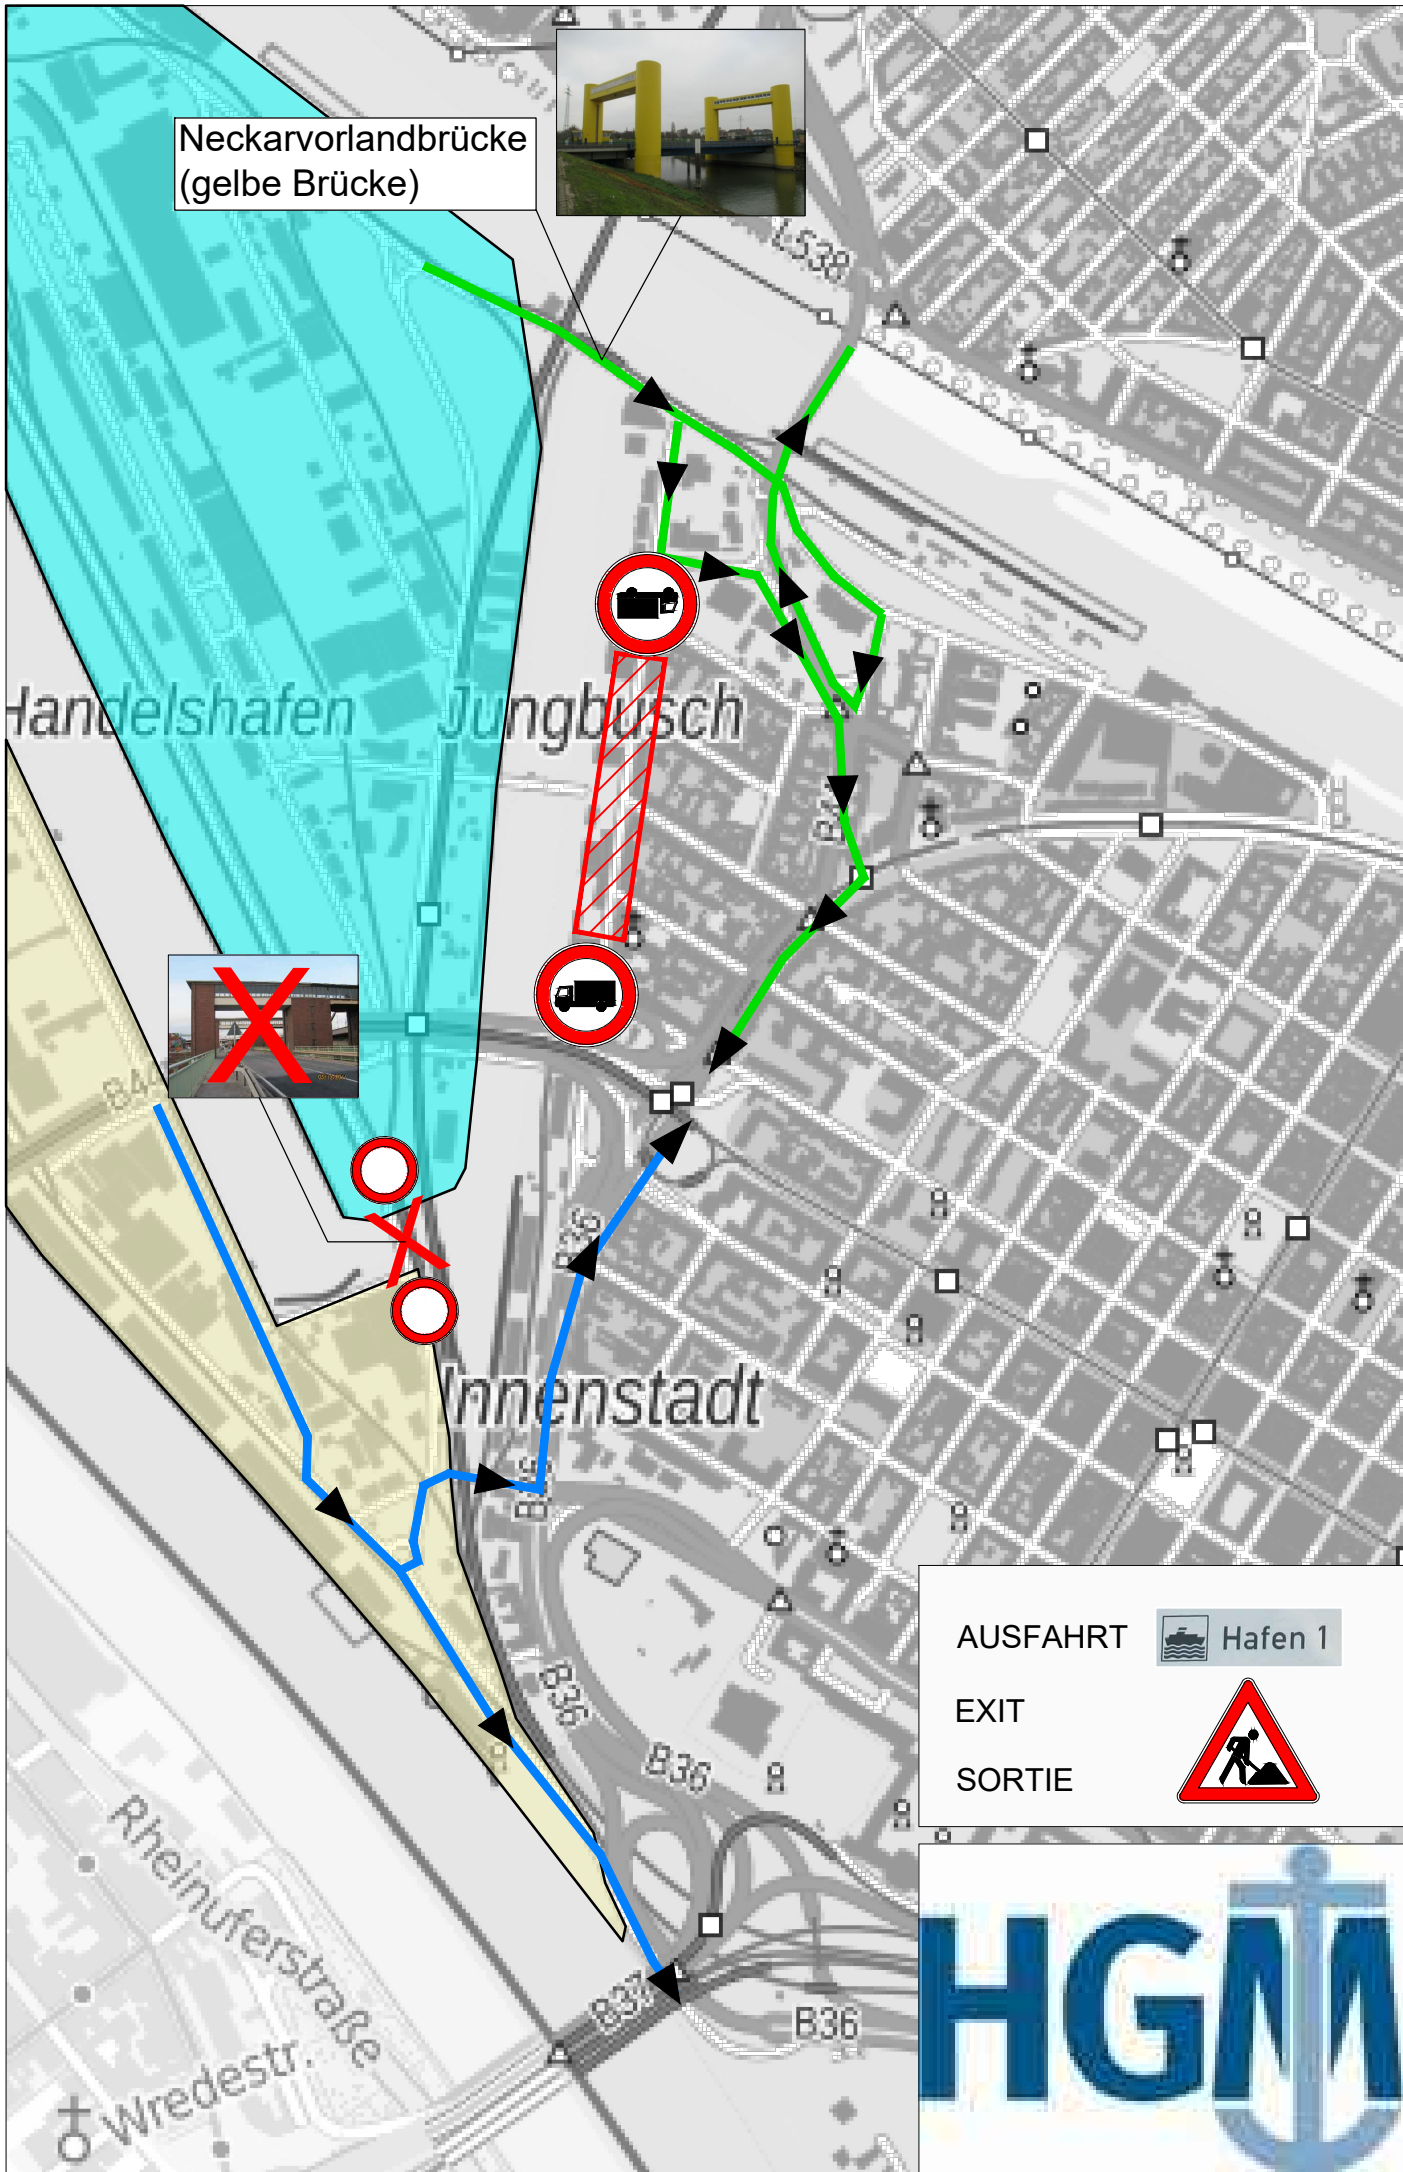 Neckarvorlandbrücke
(gelbe Brücke)
L538
Handelshafen
Jungbusch
B44
B36
Innenstadt
B36
B36
B36
B37
B36
Rheinuferstraße
Wredestr.
AUSFAHRT
Hafen 1
EXIT
SORTIE
HGM